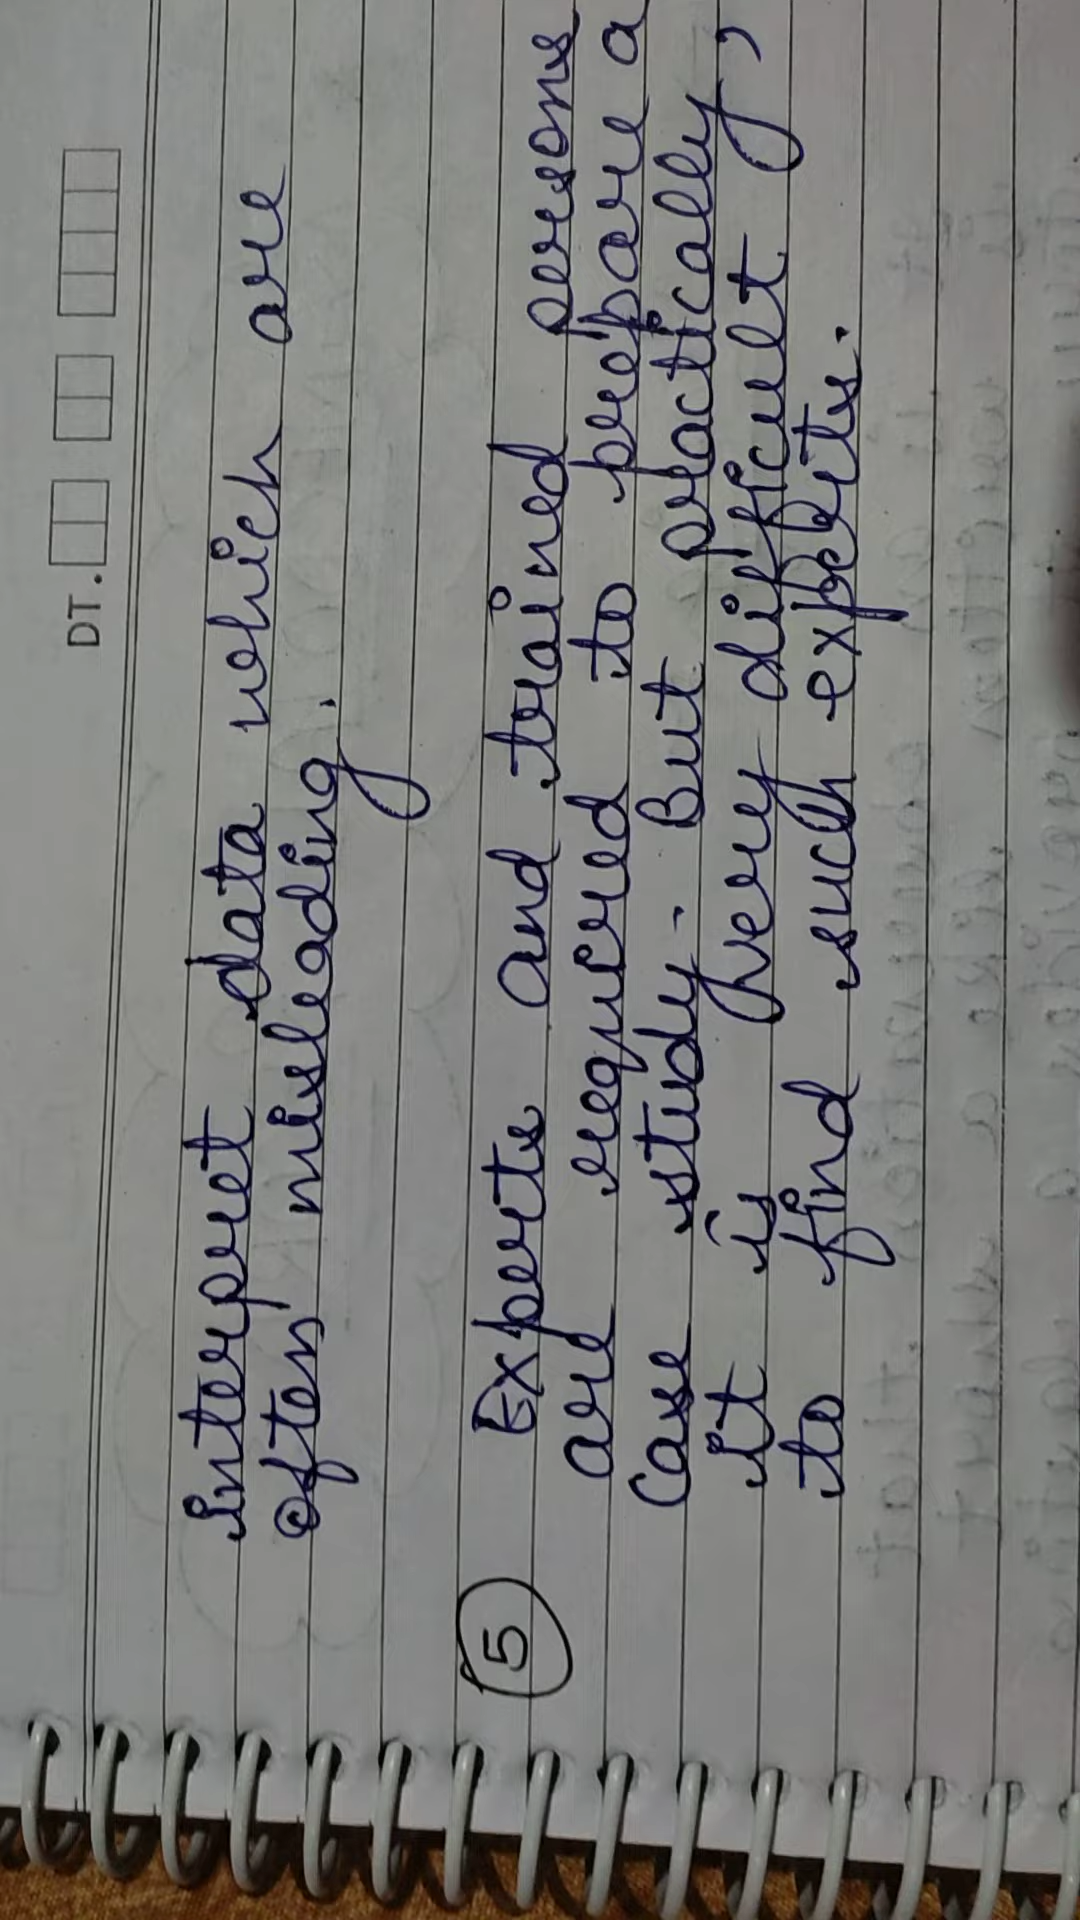 DT.
interpret data which are
often misleading.
5 Experts and trained persons
are required to prepare a
Case study. But practically,
it is very difficult
to find such experts.